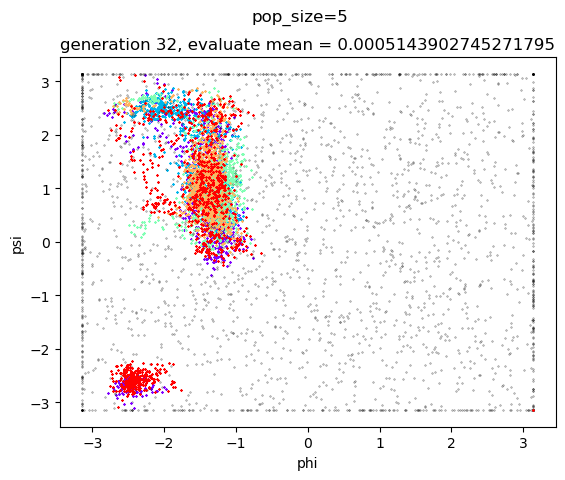 pop_size=5
generation 32, evaluate mean = 0.0005143902745271795
3
2
1
0
−1
−2
−3
psi
−3 −2 −1 0 1 2 3
phi